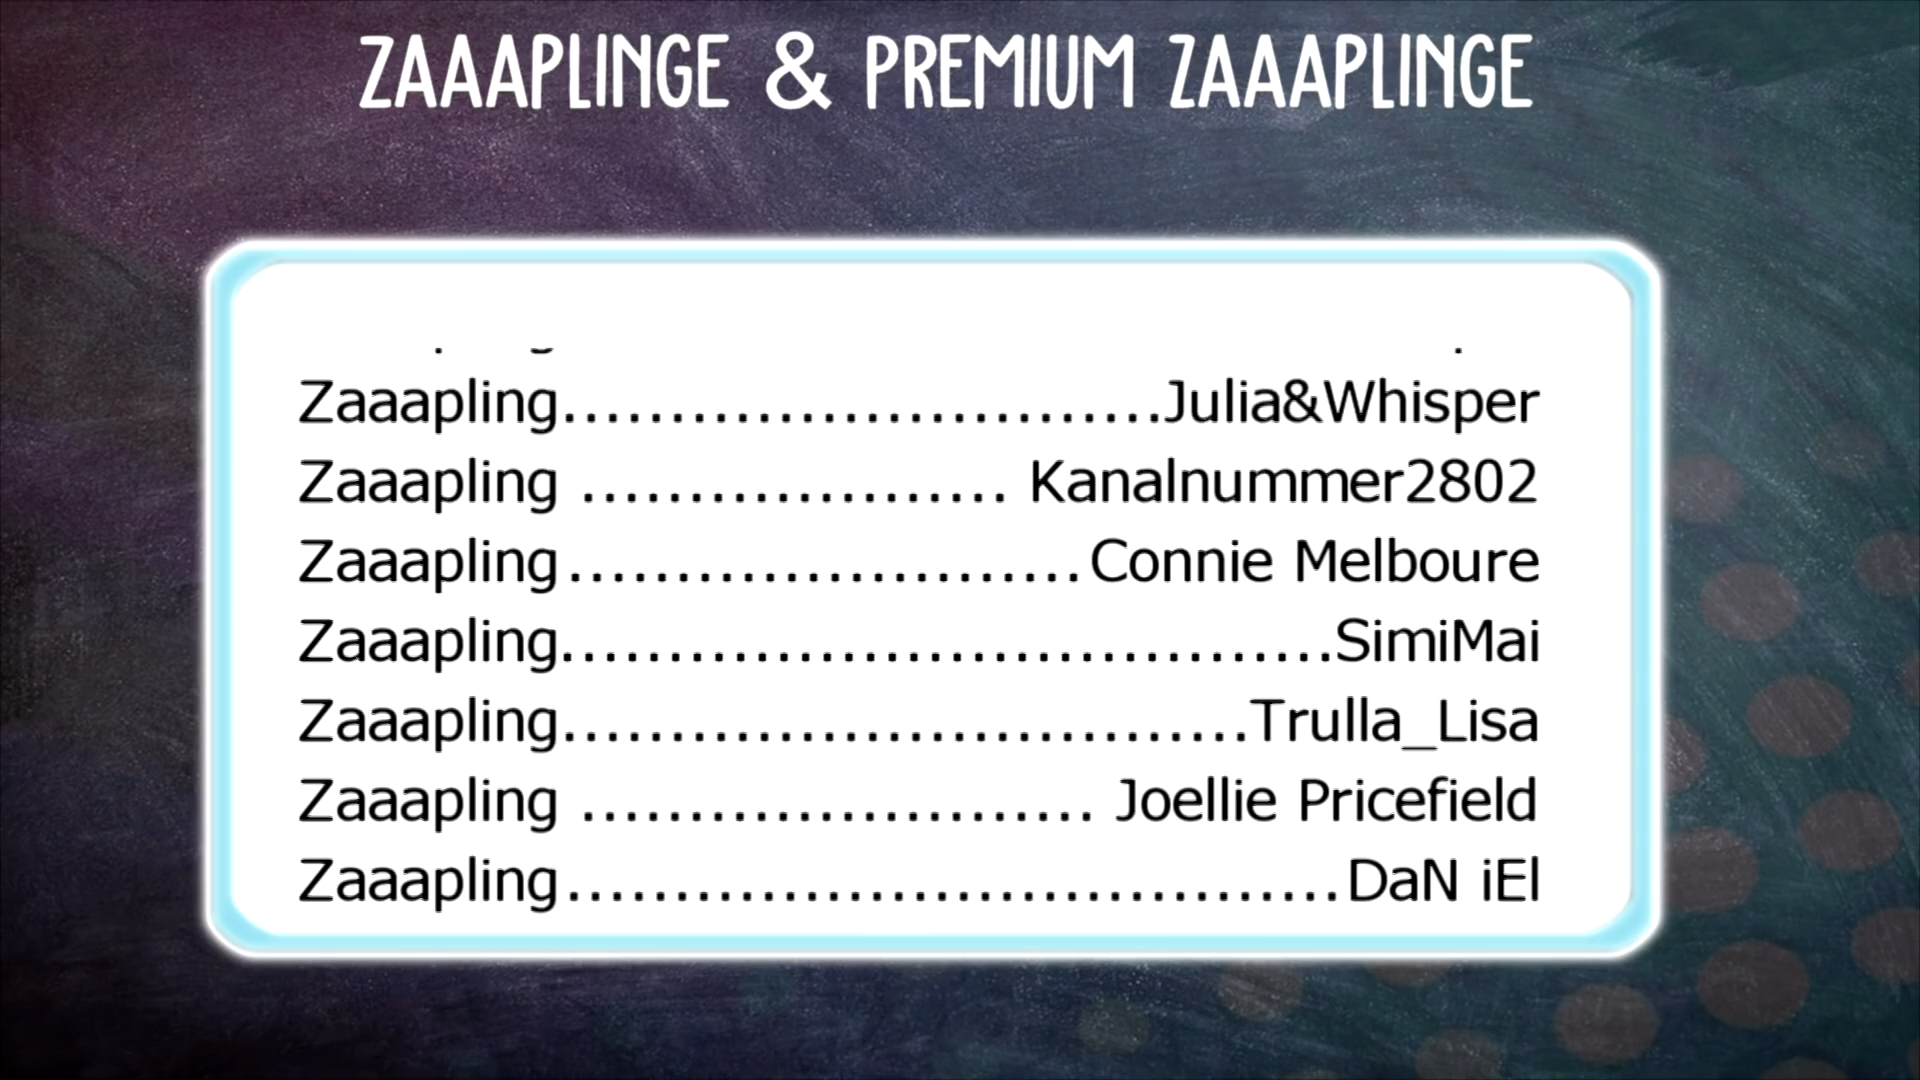 ZAAAPLINGE & PREMIUM ZAAAPLINGE
Zaaapling............................Julia&Whisper
Zaaapling .................... Kanalnummer2802
Zaaapling........................Connie Melboure
Zaaapling....................................SimiMai
Zaaapling................................Trulla_Lisa
Zaaapling ........................ Joellie Pricefield
Zaaapling....................................DaN iEl